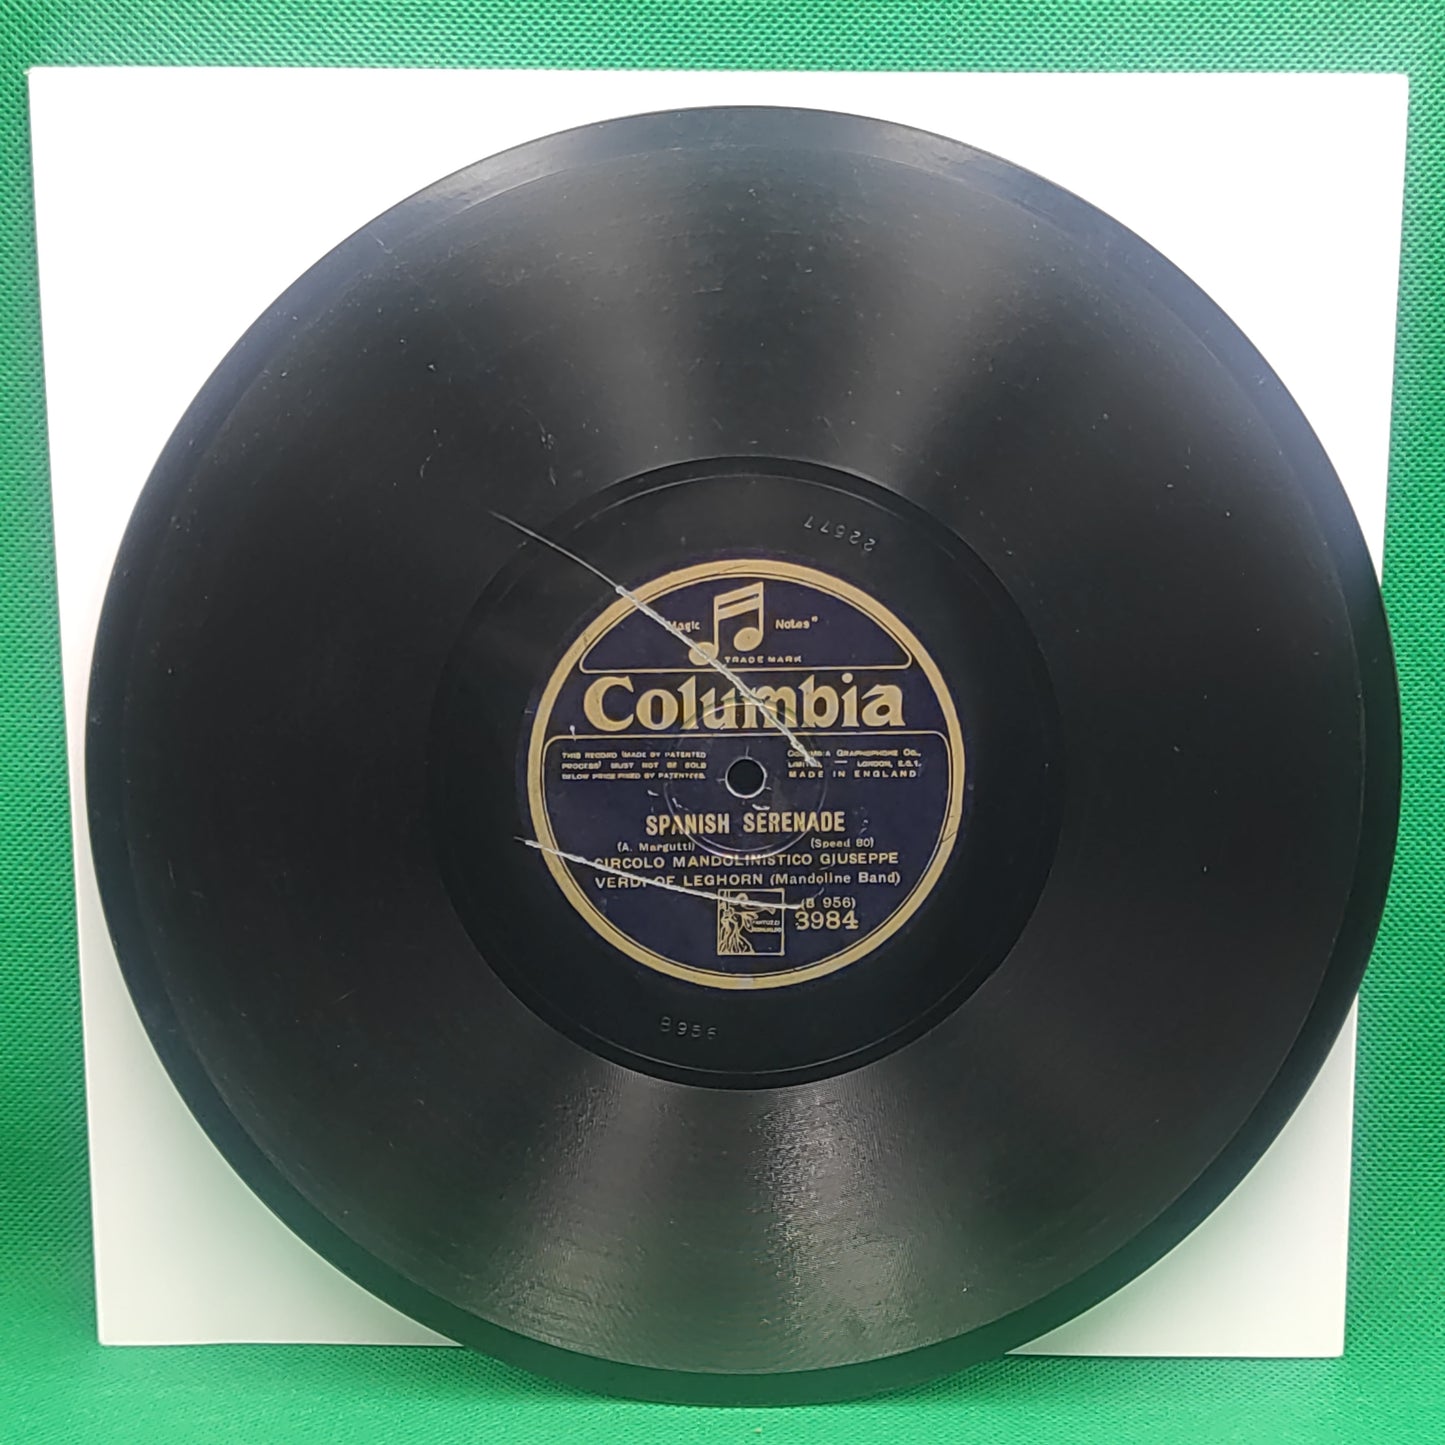 22677
"Magic Notes"
TRADE MARK
Columbia
THIS RECORD (MADE BY PATENTED
PROCESS) MUST NOT BE SOLD
BELOW PRICE FIXED BY PATENTEES.
COLUMBIA GRAPHOPHONE CO.,
LIMITED — LONDON, E.C.1.
MADE IN ENGLAND
SPANISH SERENADE
(A. Margutti) (Speed 80)
CIRCOLO MANDOLINISTICO GIUSEPPE
VERDI OF LEGHORN (Mandoline Band)
(B 956)
3984
B956